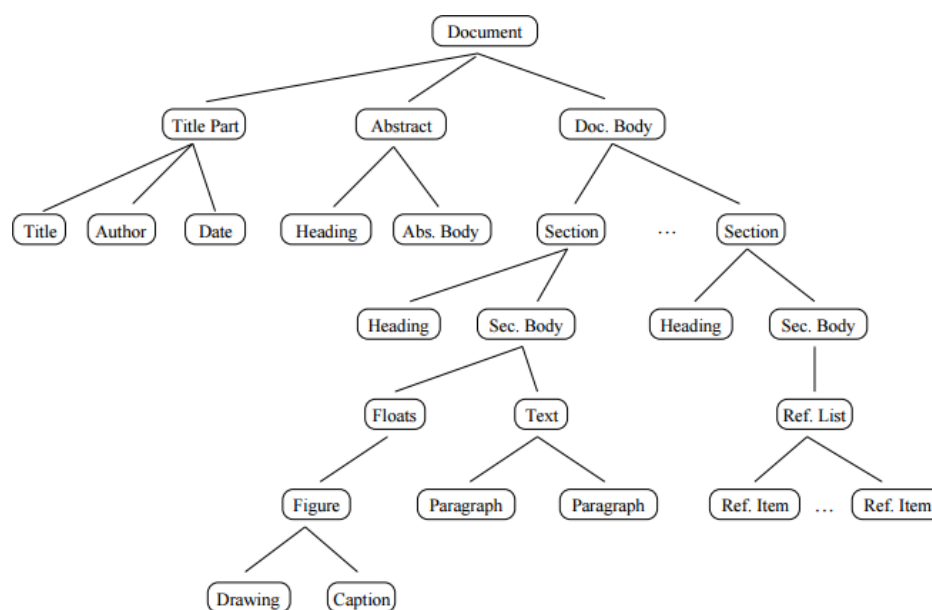 Document
Title Part Abstract Doc. Body
Title Author Date Heading Abs. Body Section ... Section
Heading Sec. Body Heading Sec. Body
Floats Text Ref. List
Figure Paragraph Paragraph Ref. Item ... Ref. Item
Drawing Caption